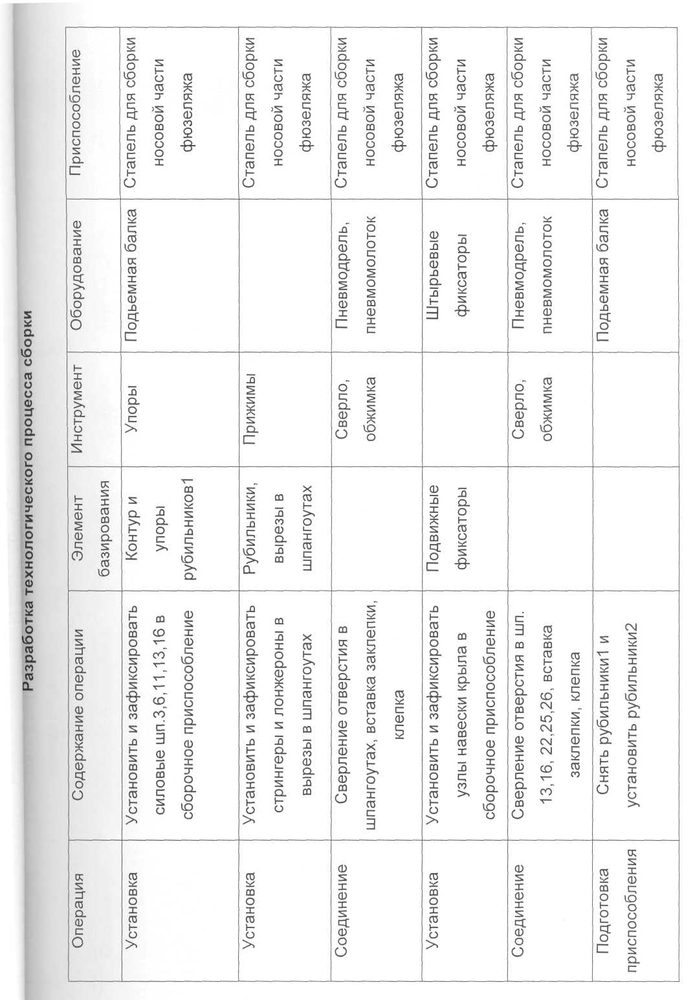 Разработка технологического процесса сборки
Операция
Содержание операции
Элемент
базирования
Инструмент
Оборудование
Приспособление
Установка
Установить и зафиксировать
силовые шп.3,6,11,13,16 в
сборочное приспособление
Контур и
упоры
рубильников1
Упоры
Подьемная балка
Стапель для сборки
носовой части
фюзеляжа
Установка
Установить и зафиксировать
стрингеры и лонжероны в
вырезы в шпангоутах
Рубильники,
вырезы в
шпангоутах
Прижимы
Стапель для сборки
носовой части
фюзеляжа
Соединение
Сверление отверстия в
шпангоутах, вставка заклепки,
клепка
Сверло,
обжимка
Пневмодрель,
пневмомолоток
Стапель для сборки
носовой части
фюзеляжа
Установка
Установить и зафиксировать
узлы навески крыла в
сборочное приспособление
Подвижные
фиксаторы
Штырьевые
фиксаторы
Стапель для сборки
носовой части
фюзеляжа
Соединение
Сверление отверстия в шп.
13,16, 22,25,26, вставка
заклепки, клепка
Сверло,
обжимка
Пневмодрель,
пневмомолоток
Стапель для сборки
носовой части
фюзеляжа
Подготовка
приспособления
Снять рубильники1 и
установить рубильники2
Подьемная балка
Стапель для сборки
носовой части
фюзеляжа